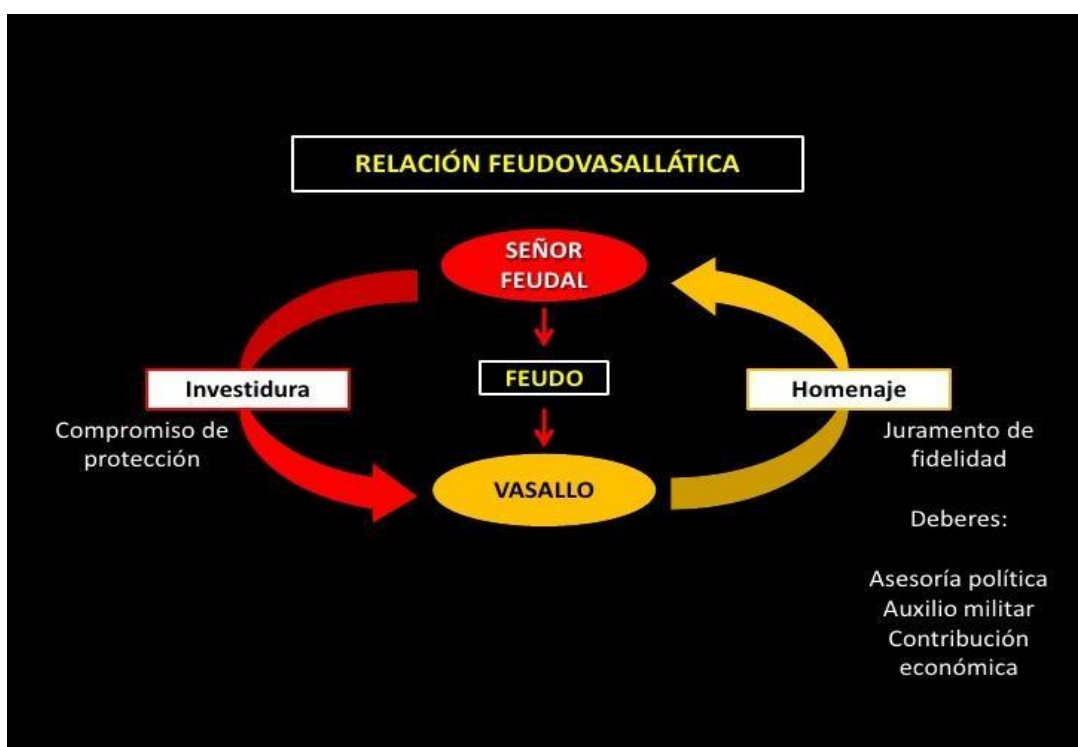 RELACIÓN FEUDOVASALLÁTICA
SEÑOR
FEUDAL
FEUDO
VASALLO
Investidura
Compromiso de
protección
Homenaje
Juramento de
fidelidad
Deberes:
Asesoría política
Auxilio militar
Contribución
económica